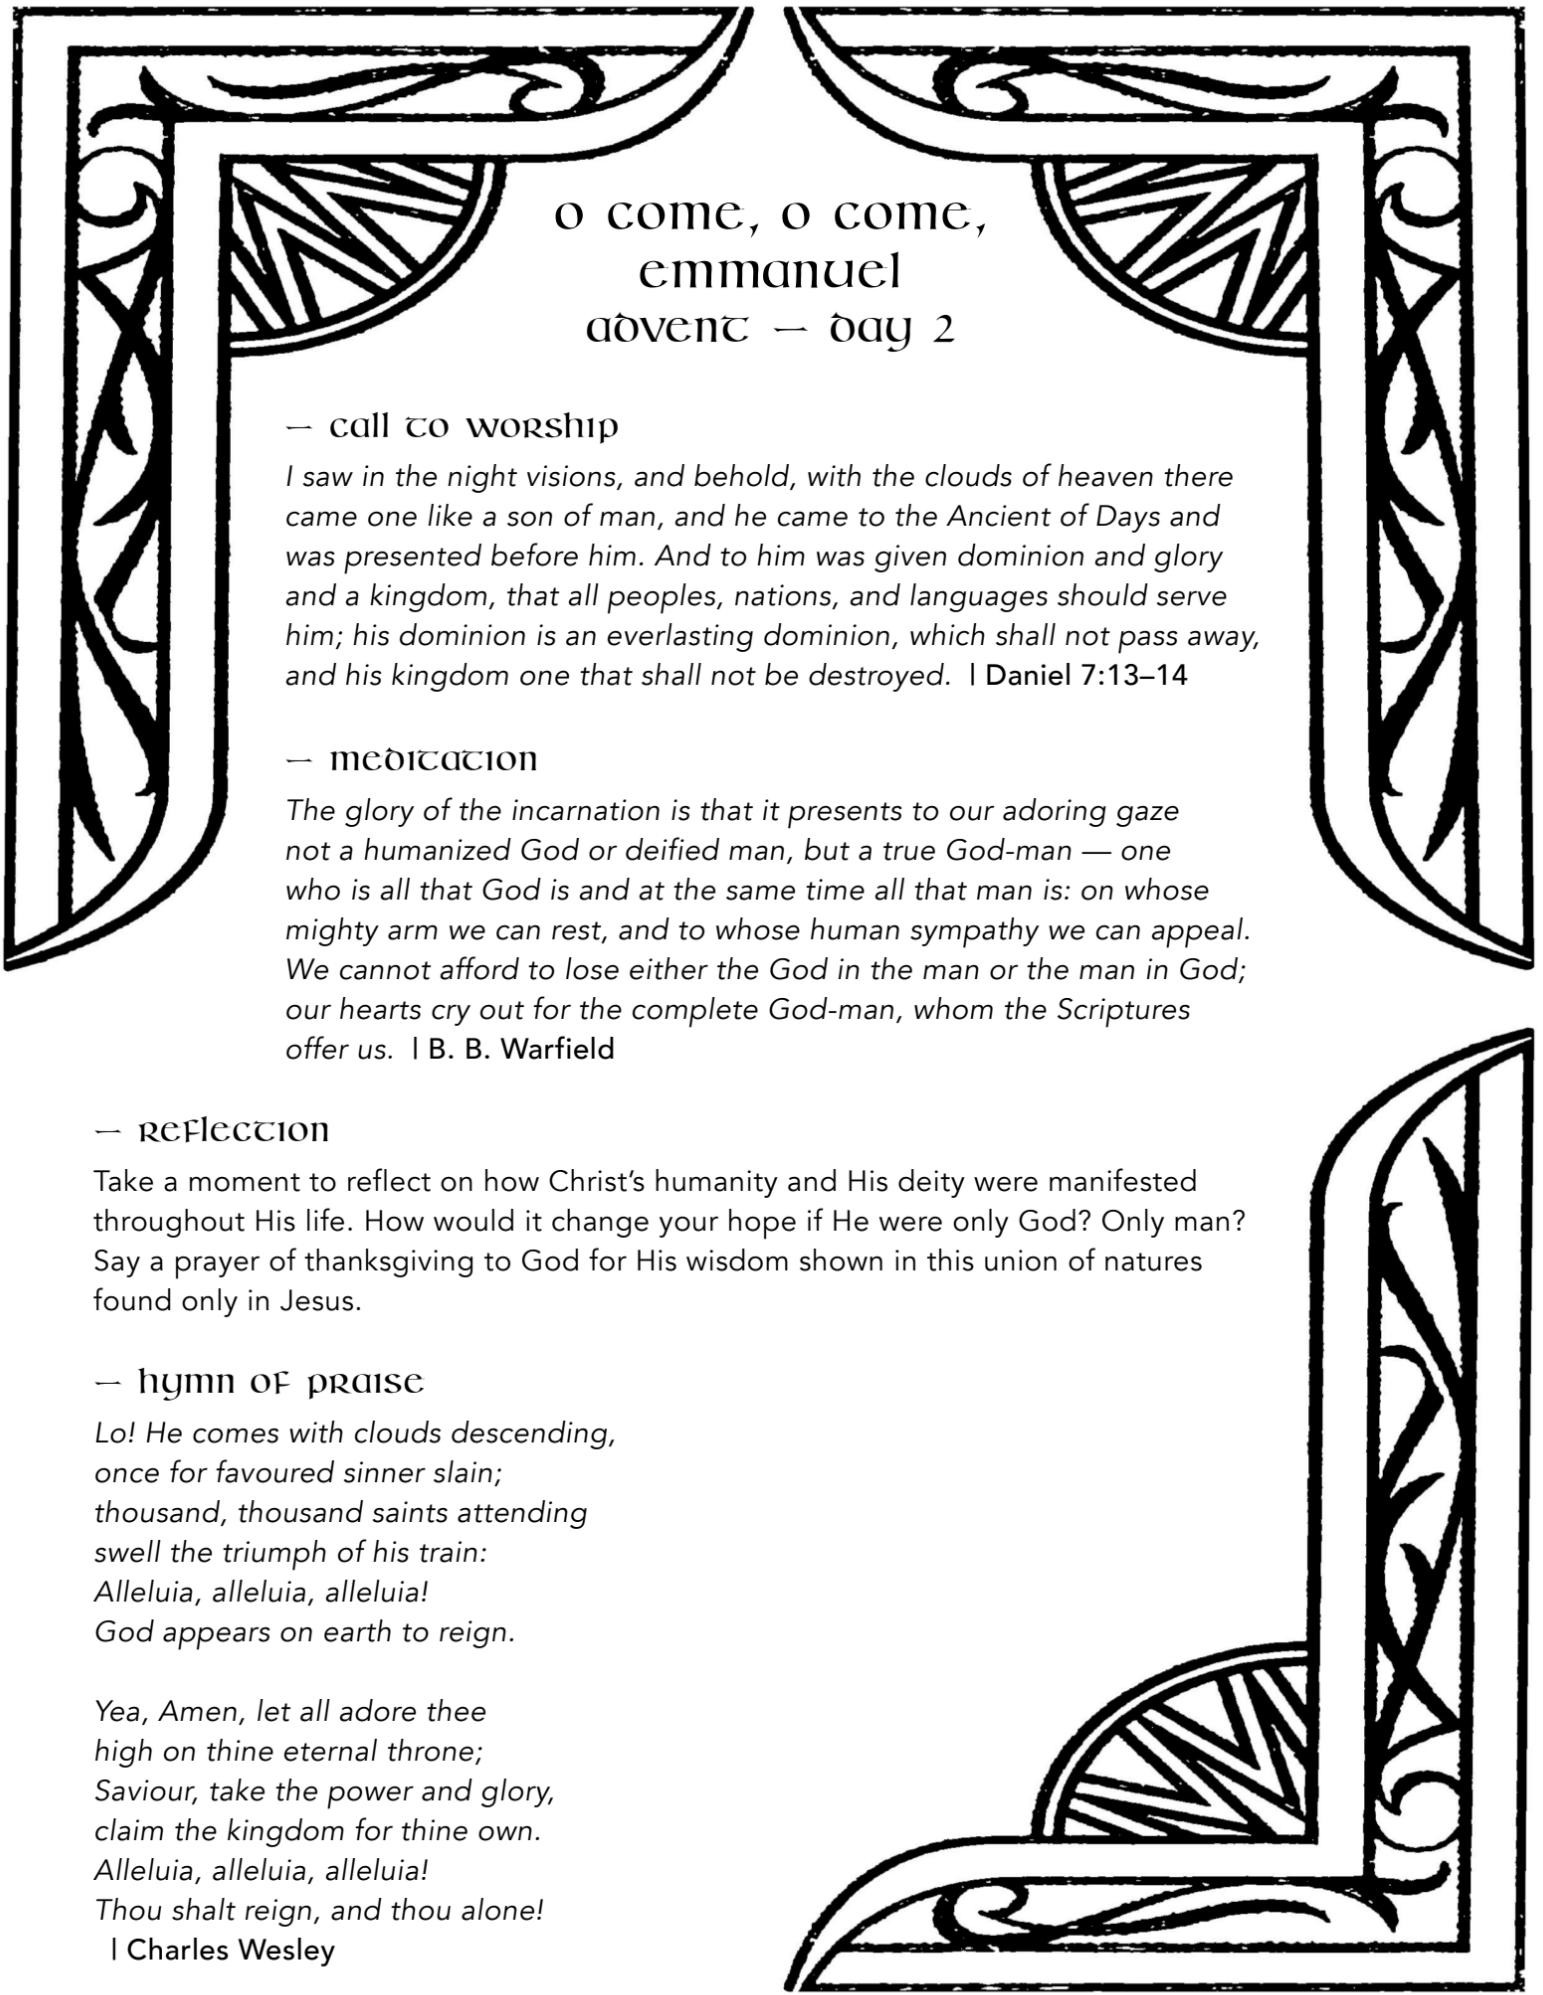 o come, o come,
emmanuel
advent – day 2
– call to worship
I saw in the night visions, and behold, with the clouds of heaven there
came one like a son of man, and he came to the Ancient of Days and
was presented before him. And to him was given dominion and glory
and a kingdom, that all peoples, nations, and languages should serve
him; his dominion is an everlasting dominion, which shall not pass away,
and his kingdom one that shall not be destroyed. | Daniel 7:13–14
– meditation
The glory of the incarnation is that it presents to our adoring gaze
not a humanized God or deified man, but a true God-man — one
who is all that God is and at the same time all that man is: on whose
mighty arm we can rest, and to whose human sympathy we can appeal.
We cannot afford to lose either the God in the man or the man in God;
our hearts cry out for the complete God-man, whom the Scriptures
offer us. | B. B. Warfield
– reflection
Take a moment to reflect on how Christ’s humanity and His deity were manifested
throughout His life. How would it change your hope if He were only God? Only man?
Say a prayer of thanksgiving to God for His wisdom shown in this union of natures
found only in Jesus.
– hymn of praise
Lo! He comes with clouds descending,
once for favoured sinner slain;
thousand, thousand saints attending
swell the triumph of his train:
Alleluia, alleluia, alleluia!
God appears on earth to reign.
Yea, Amen, let all adore thee
high on thine eternal throne;
Saviour, take the power and glory,
claim the kingdom for thine own.
Alleluia, alleluia, alleluia!
Thou shalt reign, and thou alone!
| Charles Wesley